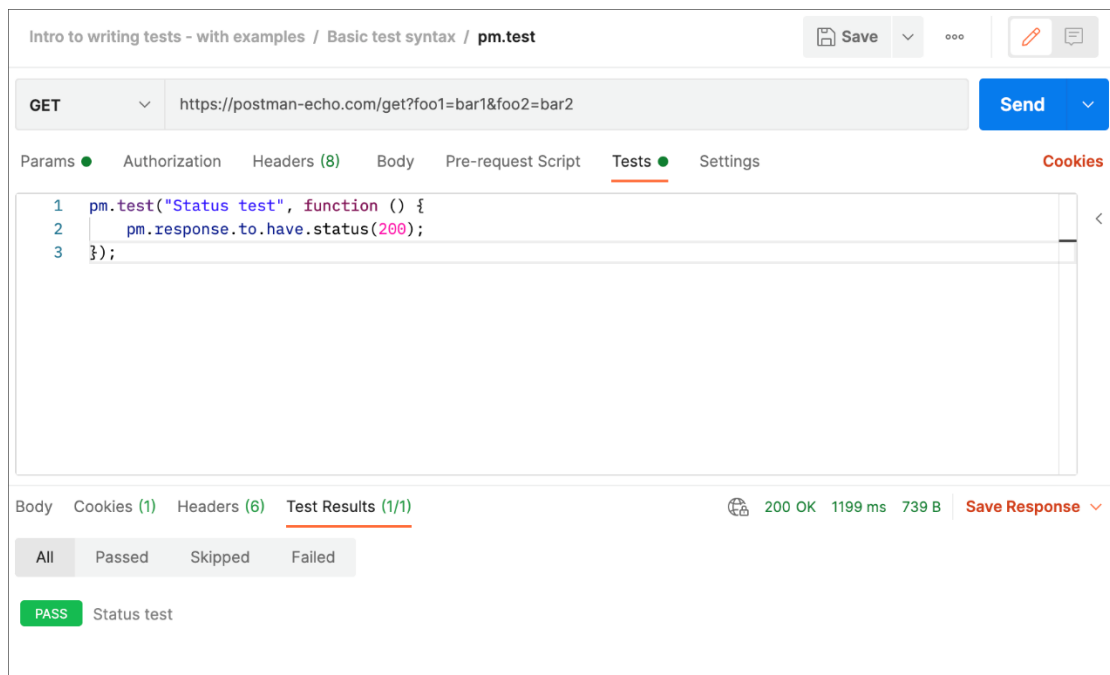 Intro to writing tests - with examples / Basic test syntax / pm.test
Save
GET
https://postman-echo.com/get?foo1=bar1&foo2=bar2
Send
Params Authorization Headers (8) Body Pre-request Script Tests Settings Cookies
1 pm.test("Status test", function () {
2 pm.response.to.have.status(200);
3 });
Body Cookies (1) Headers (6) Test Results (1/1) 200 OK 1199 ms 739 B Save Response
All Passed Skipped Failed
PASS Status test